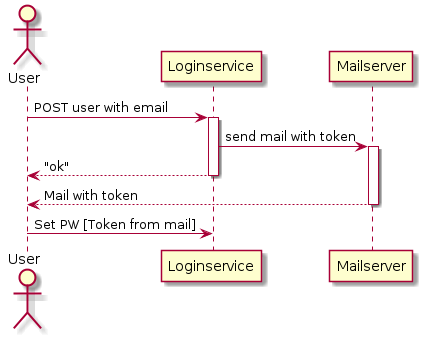 User
Loginservice
Mailserver
POST user with email
send mail with token
"ok"
Mail with token
Set PW [Token from mail]
User
Loginservice
Mailserver